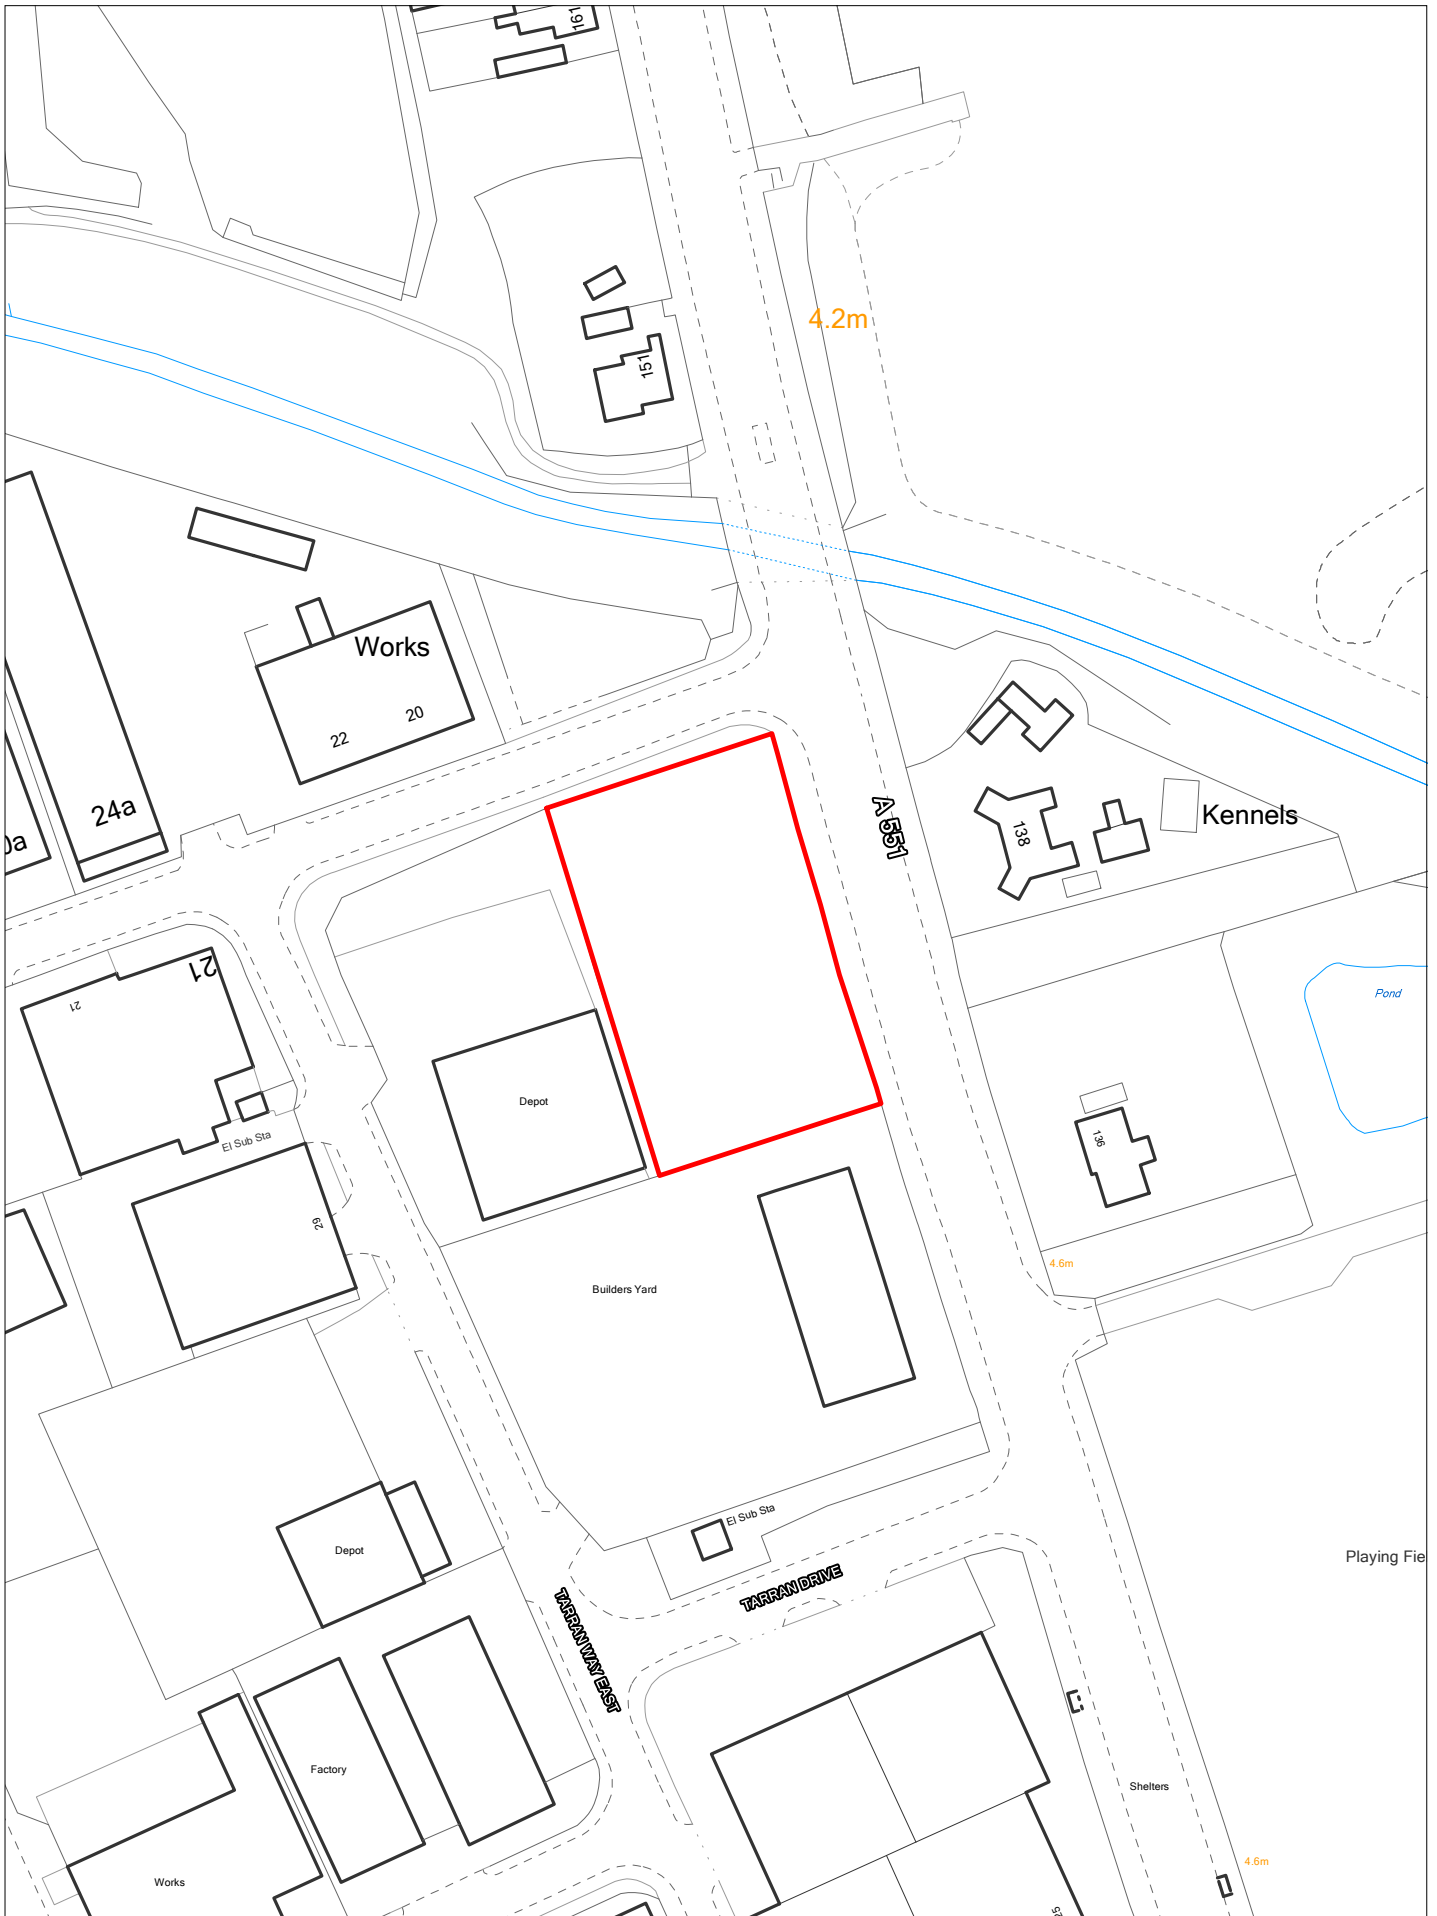 161
4.2m
151
Works
20
22
24a
0a
A 551
138
Kennels
21
21
Pond
Depot
136
El Sub Sta
29
4.6m
Builders Yard
El Sub Sta
Depot
Playing Fie
TARRAN DRIVE
TARRAN WAY EAST
Factory
Shelters
4.6m
Works
25